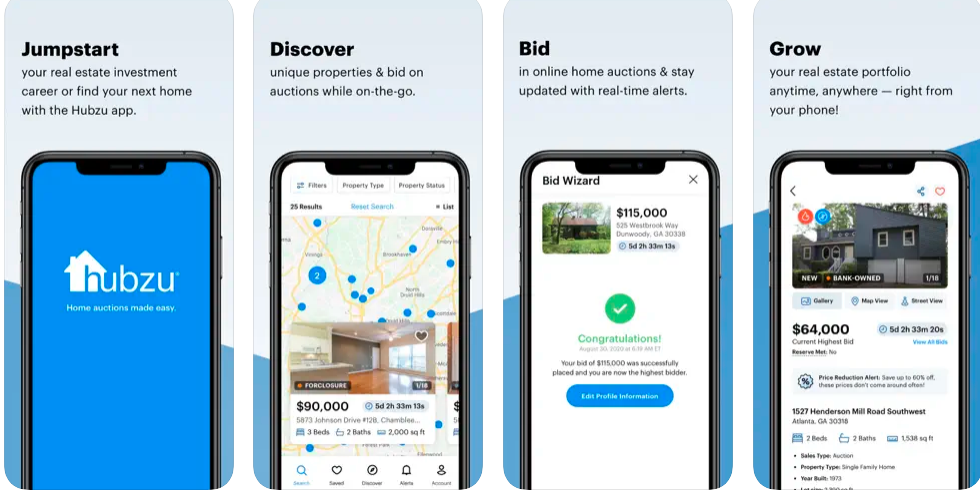 Jumpstart
your real estate investment
career or find your next home
with the Hubzu app.
hubzu
Home auctions made easy.
Discover
unique properties & bid on
auctions while on-the-go.
Filters
Property Type
Property Status
25 Results
Reset Search
List
Doraville
Vinings
Brookhaven
2
North
Druid Hills
FORCLOSURE
1/18
$90,000
5d 2h 33m 13s
5873 Johnson Drive #12B, Chamblee...
3 Beds
2 Baths
2,000 sq ft
Search
Saved
Discover
Alerts
Account
Bid
in online home auctions & stay
updated with real-time alerts.
Bid Wizard
$115,000
525 Westbrook Way
Dunwoody, GA 30338
5d 2h 33m 13s
Congratulations!
August 30, 2020 at 6:19 AM ET
Your bid of $115,000 was successfully
placed and you are now the highest bidder.
Edit Profile Information
Grow
your real estate portfolio
anytime, anywhere — right from
your phone!
NEW
BANK-OWNED
1/18
Gallery
Map View
Street View
$64,000
5d 2h 33m 20s
Current Highest Bid
View All Bids
Reserve Met: No
Price Reduction Alert: Save up to 60% off,
these prices don't come around often!
1527 Henderson Mill Road Southwest
Atlanta, GA 30318
2 Beds
2 Baths
1,538 sq ft
• Sales Type: Auction
• Property Type: Single Family Home
• Year Built: 1973